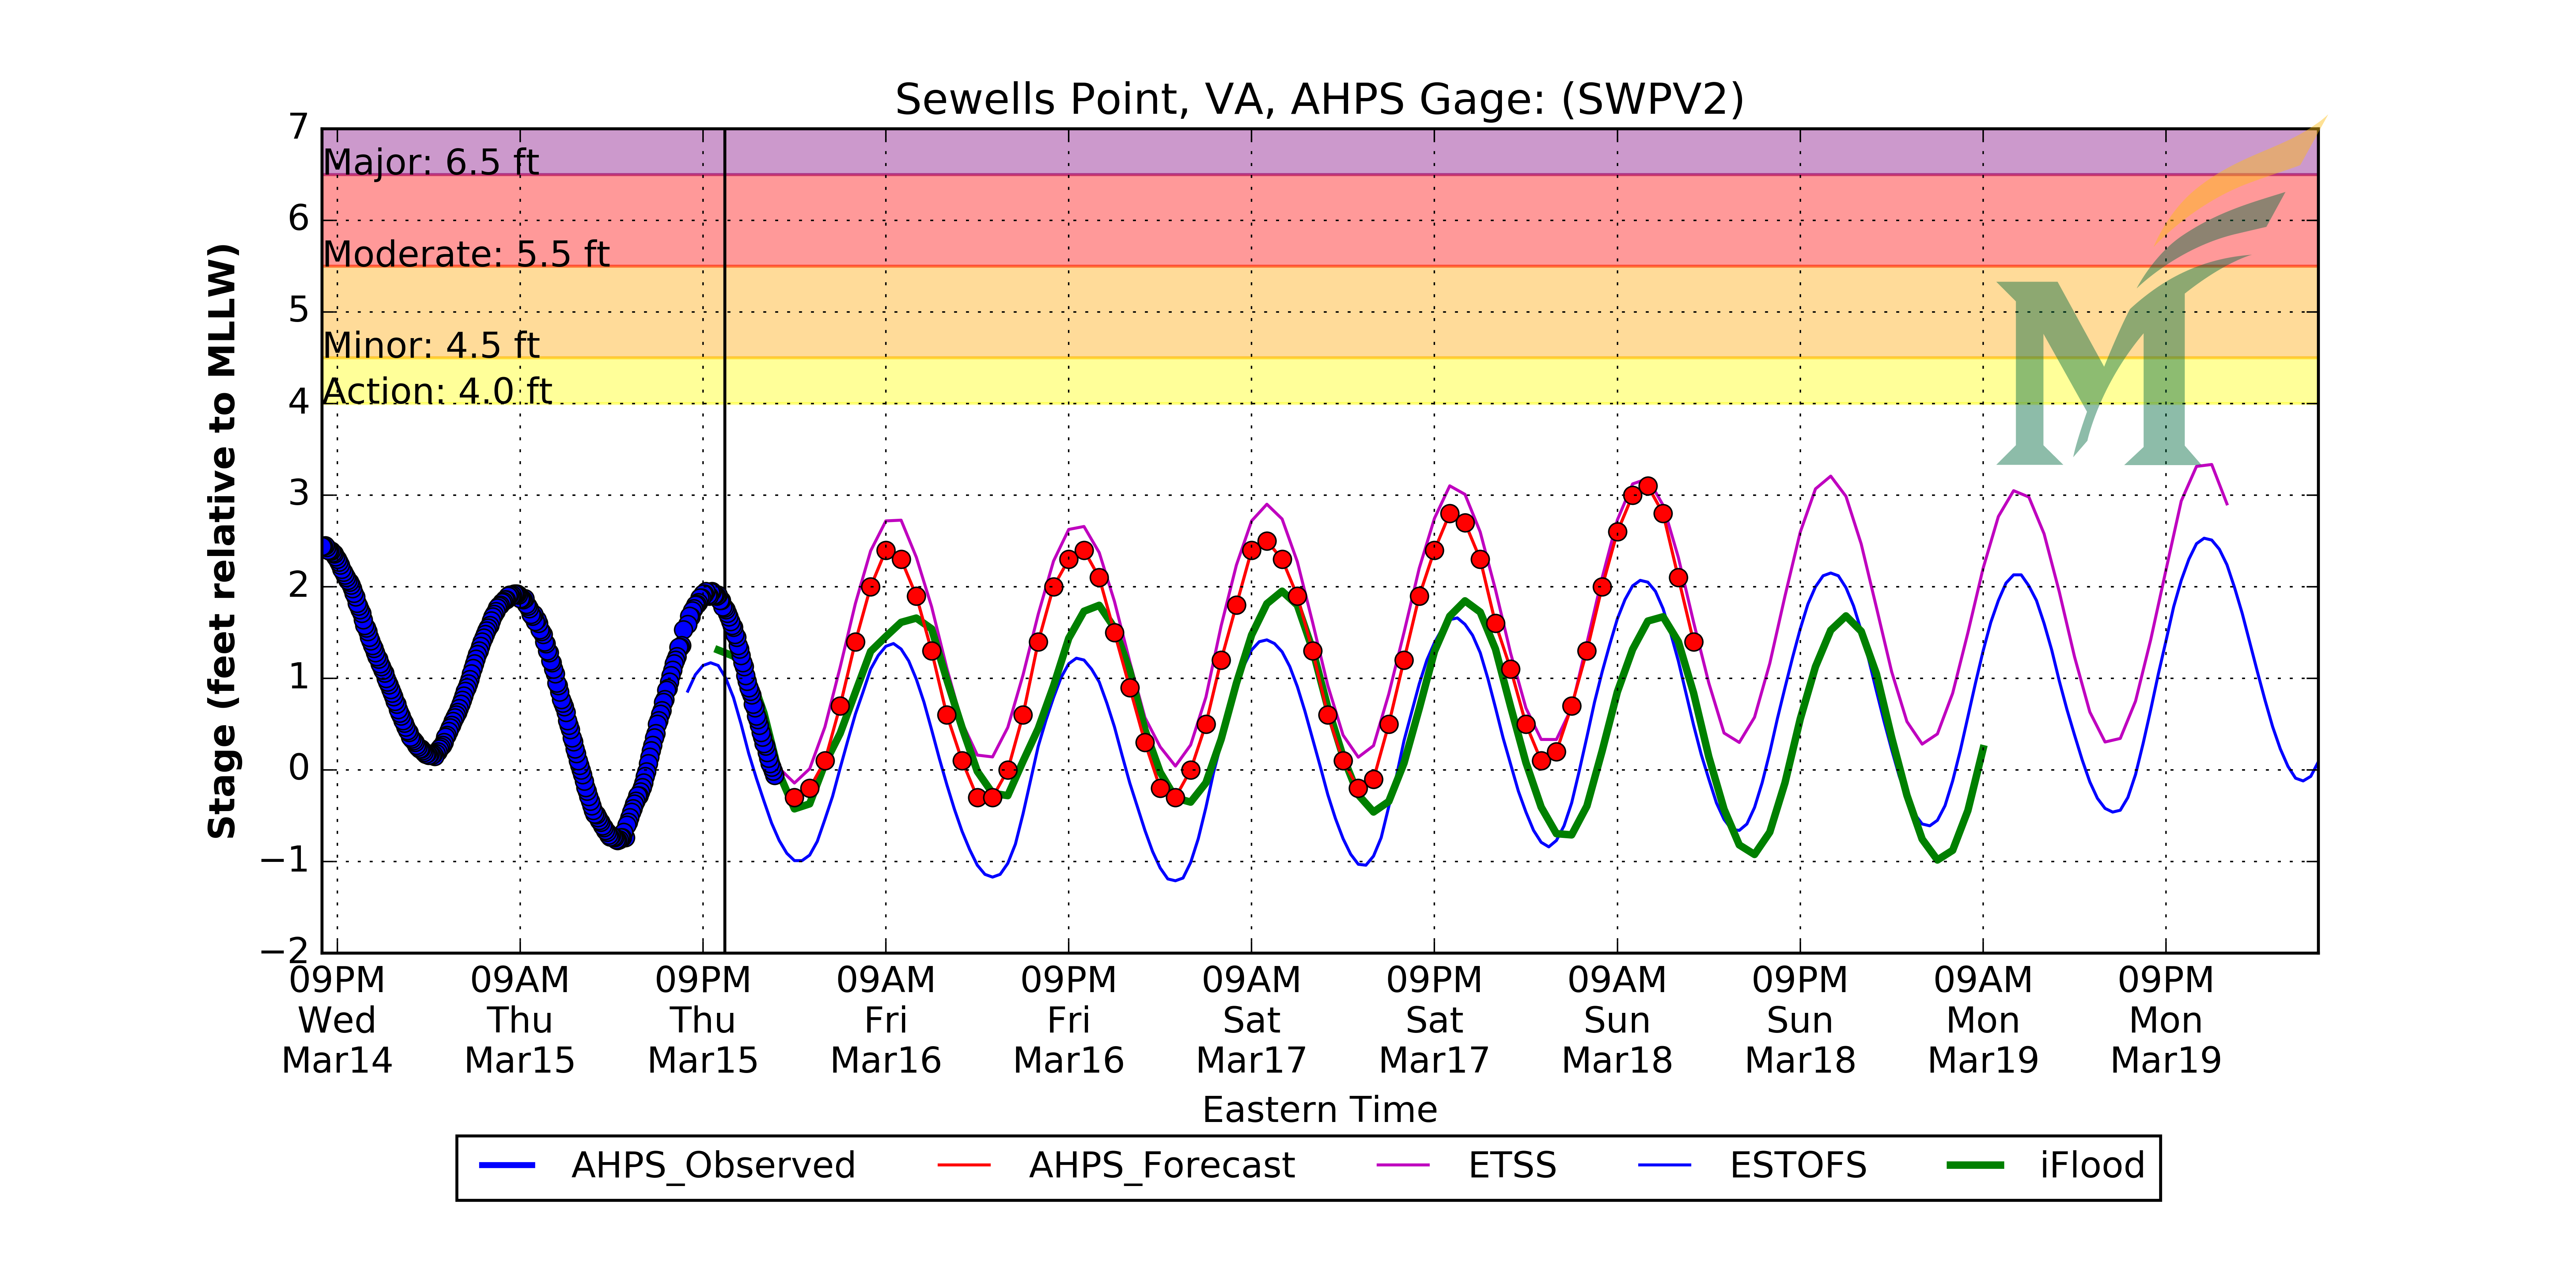 Sewells Point, VA, AHPS Gage: (SWPV2)
7
Major: 6.5 ft
6
Moderate: 5.5 ft
5
Minor: 4.5 ft
Action: 4.0 ft
4
3
2
1
0
−1
−2
Stage (feet relative to MLLW)
09PM 09AM 09PM 09AM 09PM 09AM 09PM 09AM 09PM 09AM 09PM
Wed Thu Thu Fri Fri Sat Sat Sun Sun Mon Mon
Mar14 Mar15 Mar15 Mar16 Mar16 Mar17 Mar17 Mar18 Mar18 Mar19 Mar19
Eastern Time
AHPS_Observed AHPS_Forecast ETSS ESTOFS iFlood
M